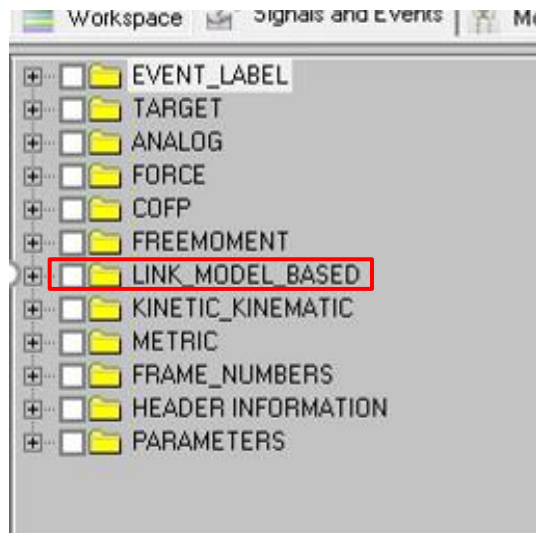 Workspace Signals and Events
EVENT_LABEL
TARGET
ANALOG
FORCE
COFP
FREEMOMENT
LINK_MODEL_BASED
KINETIC_KINEMATIC
METRIC
FRAME_NUMBERS
HEADER INFORMATION
PARAMETERS